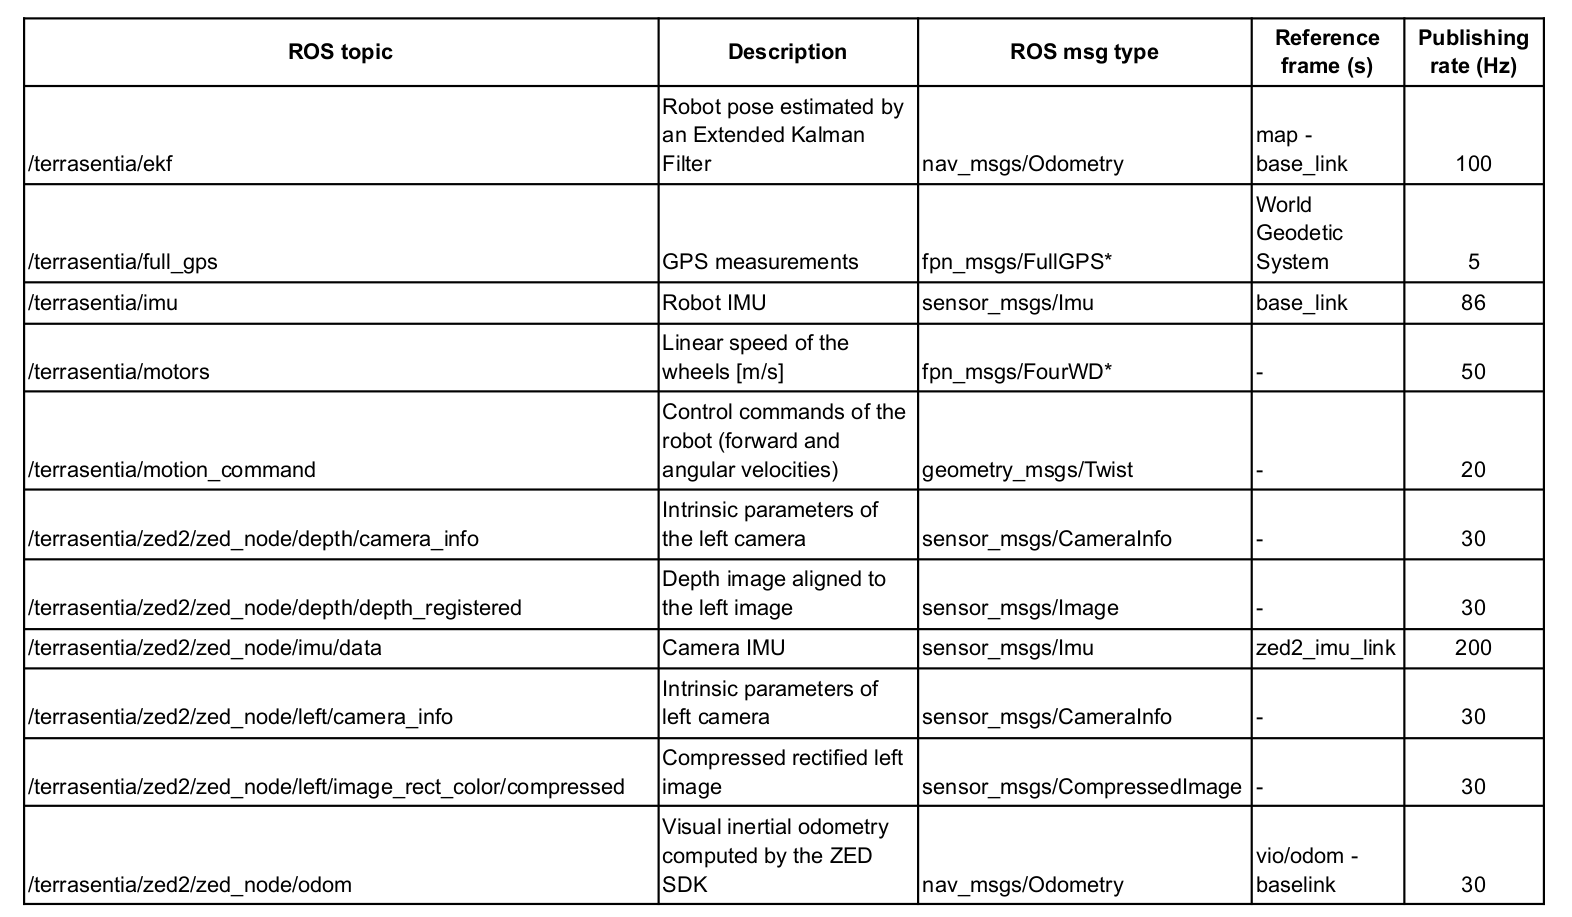 ROS topic
Description
ROS msg type
Reference
frame (s)
Publishing
rate (Hz)
/terrasentia/ekf
Robot pose estimated by
an Extended Kalman
Filter
nav_msgs/Odometry
map -
base_link
100
/terrasentia/full_gps
GPS measurements
fpn_msgs/FullGPS*
World
Geodetic
System
5
/terrasentia/imu
Robot IMU
sensor_msgs/Imu
base_link
86
/terrasentia/motors
Linear speed of the
wheels [m/s]
fpn_msgs/FourWD*
-
50
/terrasentia/motion_command
Control commands of the
robot (forward and
angular velocities)
geometry_msgs/Twist
-
20
/terrasentia/zed2/zed_node/depth/camera_info
Intrinsic parameters of
the left camera
sensor_msgs/CameraInfo
-
30
/terrasentia/zed2/zed_node/depth/depth_registered
Depth image aligned to
the left image
sensor_msgs/Image
-
30
/terrasentia/zed2/zed_node/imu/data
Camera IMU
sensor_msgs/Imu
zed2_imu_link
200
/terrasentia/zed2/zed_node/left/camera_info
Intrinsic parameters of
left camera
sensor_msgs/CameraInfo
-
30
/terrasentia/zed2/zed_node/left/image_rect_color/compressed
Compressed rectified left
image
sensor_msgs/CompressedImage
-
30
/terrasentia/zed2/zed_node/odom
Visual inertial odometry
computed by the ZED
SDK
nav_msgs/Odometry
vio/odom -
baselink
30